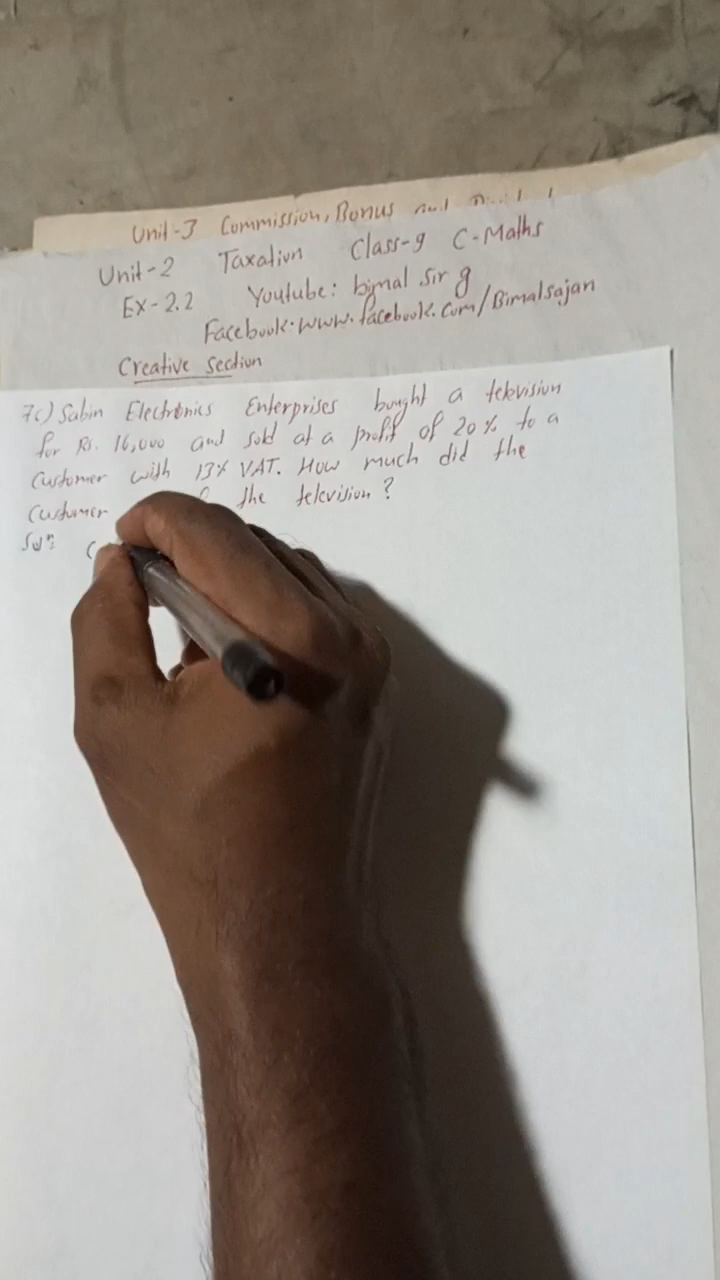 Unit-3 Commission, Bonus and
Unit-2 Taxation Class-9 C-Maths
Ex-2.2 Youtube: bimal sir g
Facebook.www.facebook.com/Bimalsajan
Creative section
7c) Sabin Electronics Enterprises bought a television
for Rs. 16,000 and sold at a profit of 20% to a
customer with 13% VAT. How much did the
customer the television?
Solⁿ: (